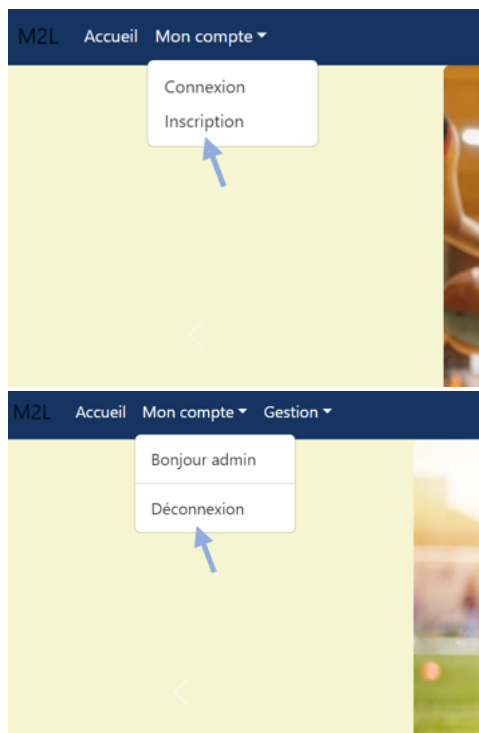 M2L Accueil Mon compte
Connexion
Inscription
M2L Accueil Mon compte Gestion
Bonjour admin
Déconnexion